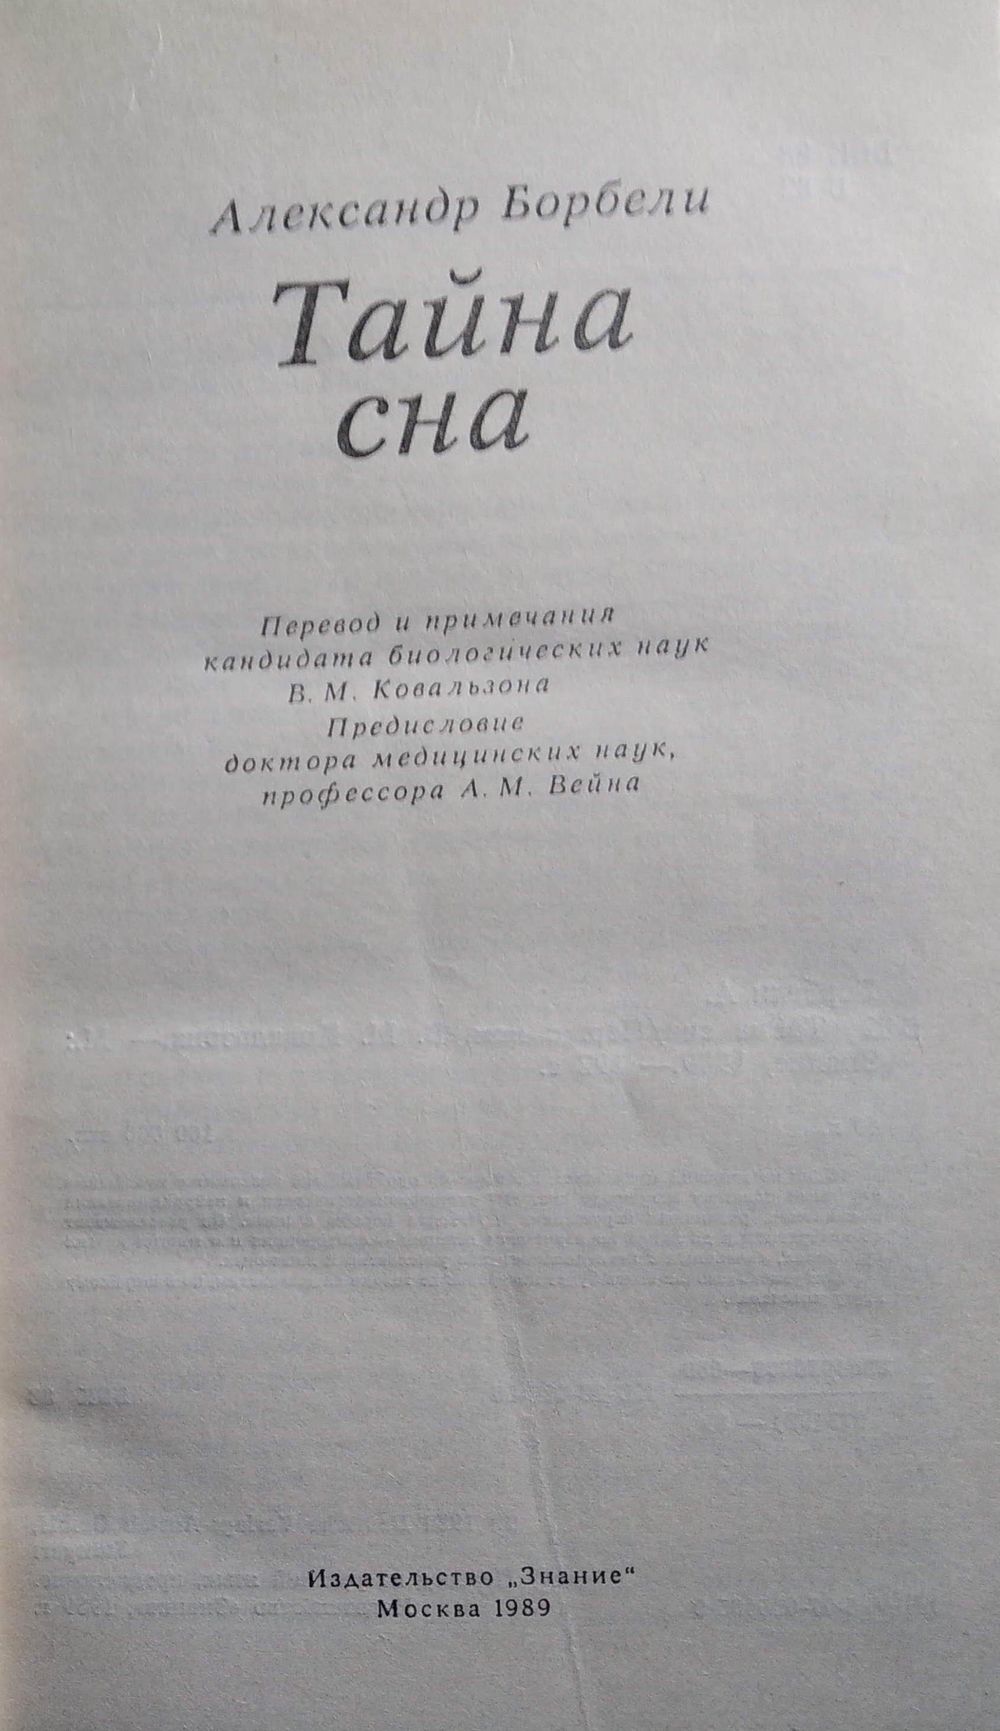 Александр Борбели
Тайна
сна
Перевод и примечания
кандидата биологических наук
В. М. Ковальзона
Предисловие
доктора медицинских наук,
профессора А. М. Вейна
Издательство „Знание“
Москва 1989